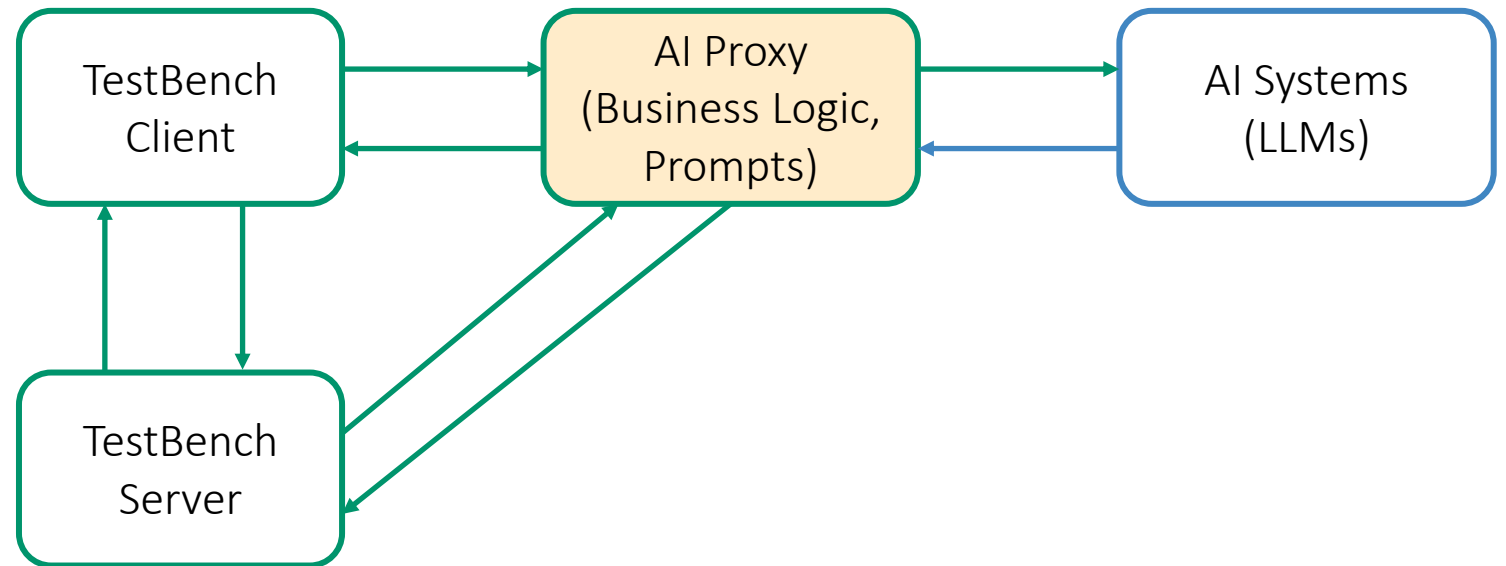 TestBench
Client
AI Proxy
(Business Logic,
Prompts)
AI Systems
(LLMs)
TestBench
Server